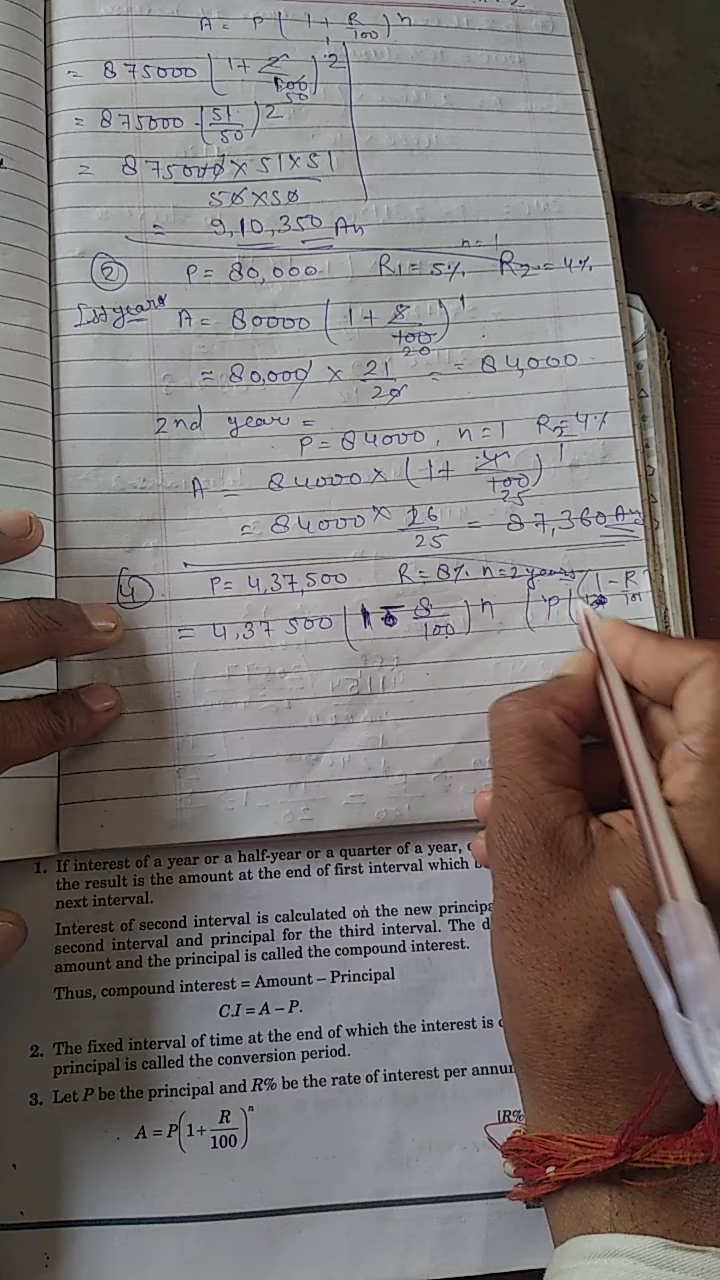 A = P ( 1 + R/100 )^n
= 875000 ( 1 + 2/100 )^2
50
= 875000 ( 51/50 )^2
= 875000 × 51 × 51
50 × 50
= 9,10,350 An
n = 1
② P = 80,000 R1 = 5% R2 = 4%
Ist years A = 80000 ( 1 + 5/100 )^1
20
= 80,000 × 21/20 = = 84,000
2nd year =
P = 84000, n = 1 R2 = 4%
A = 84000 × ( 1 + 4/100 )^1
25
= 84000 × 26/25 = 87,360 An
④ P = 4,37,500 R = 8% n = 2 years
= 4,37 500 ( 1 - 8/100 )^n ( P ( 1 - R
1. If interest of a year or a half-year or a quarter of a year,
the result is the amount at the end of first interval which
next interval.
Interest of second interval is calculated on the new principa
second interval and principal for the third interval. The d
amount and the principal is called the compound interest.
Thus, compound interest = Amount – Principal
C.I = A – P.
2. The fixed interval of time at the end of which the interest is
principal is called the conversion period.
3. Let P be the principal and R% be the rate of interest per annu
A = P(1 + R/100)^n
[R%